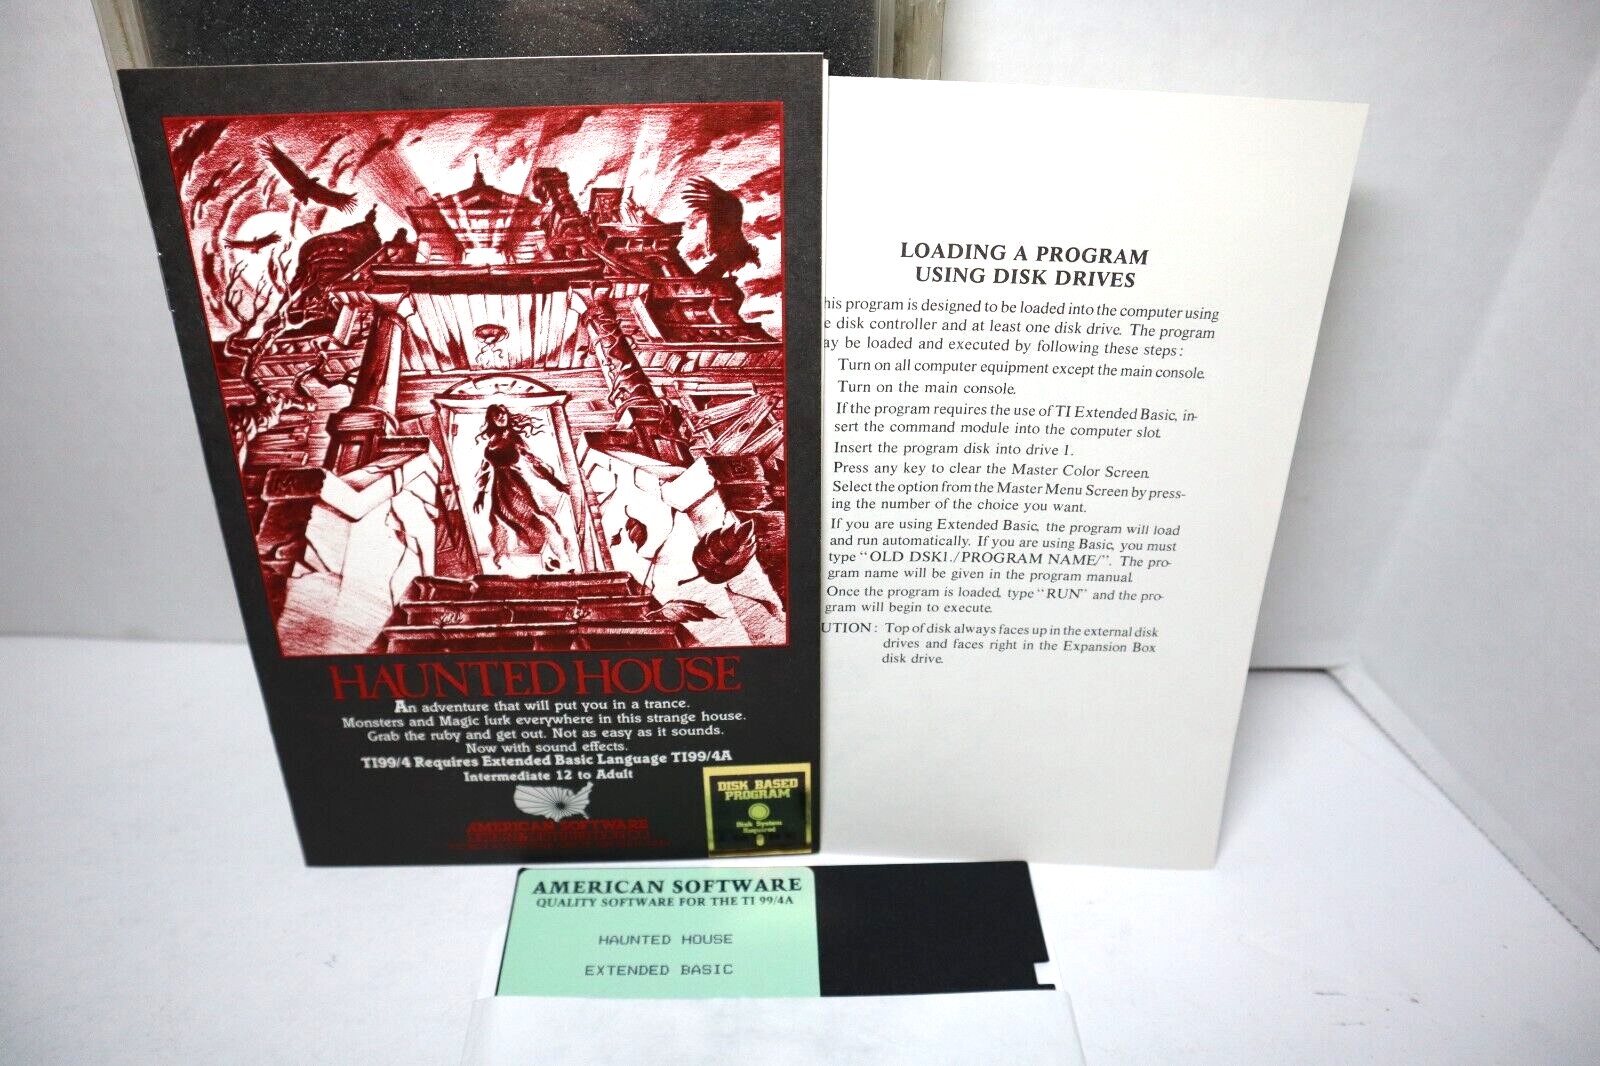 HAUNTED HOUSE
An adventure that will put you in a trance.
Monsters and Magic lurk everywhere in this strange house.
Grab the ruby and get out. Not as easy as it sounds.
Now with sound effects.
TI99/4 Requires Extended Basic Language TI99/4A
Intermediate 12 to Adult
AMERICAN SOFTWARE
DISK BASED
PROGRAM
Disk System
Required
LOADING A PROGRAM
USING DISK DRIVES
his program is designed to be loaded into the computer using
e disk controller and at least one disk drive. The program
ay be loaded and executed by following these steps:
Turn on all computer equipment except the main console.
Turn on the main console.
If the program requires the use of TI Extended Basic, in-
sert the command module into the computer slot.
Insert the program disk into drive 1.
Press any key to clear the Master Color Screen.
Select the option from the Master Menu Screen by press-
ing the number of the choice you want.
If you are using Extended Basic, the program will load
and run automatically. If you are using Basic, you must
type "OLD DSK1./PROGRAM NAME/". The pro-
gram name will be given in the program manual.
Once the program is loaded, type "RUN" and the pro-
gram will begin to execute.
UTION: Top of disk always faces up in the external disk
drives and faces right in the Expansion Box
disk drive.
AMERICAN SOFTWARE
QUALITY SOFTWARE FOR THE TI 99/4A
HAUNTED HOUSE
EXTENDED BASIC